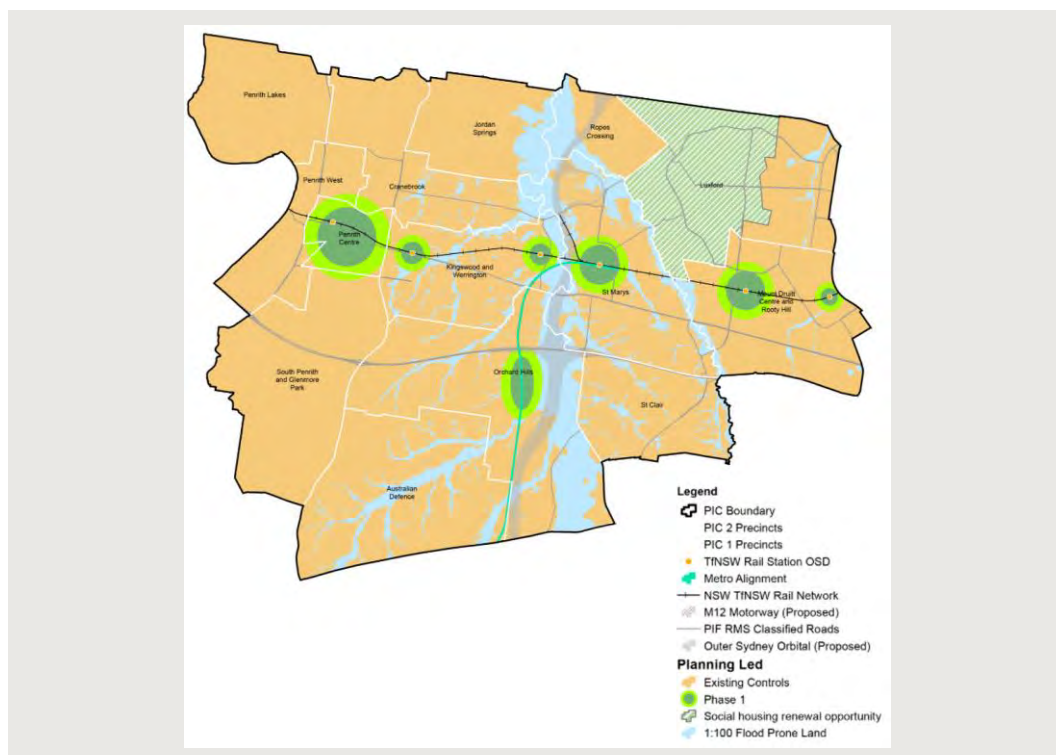 Penrith Lakes
Jordan
Springs
Ropes
Crossing
Luxford
Penrith West
Cranebrook
Penrith
Centre
Kingswood and
Werrington
St Marys
Mount Druitt
Centre and
Rooty Hill
South Penrith
and Glenmore
Park
Orchard Hills
St Clair
Australian
Defence
Legend
PIC Boundary
PIC 2 Precincts
PIC 1 Precincts
TfNSW Rail Station OSD
Metro Alignment
NSW TfNSW Rail Network
M12 Motorway (Proposed)
PIF RMS Classified Roads
Outer Sydney Orbital (Proposed)
Planning Led
Existing Controls
Phase 1
Social housing renewal opportunity
1:100 Flood Prone Land